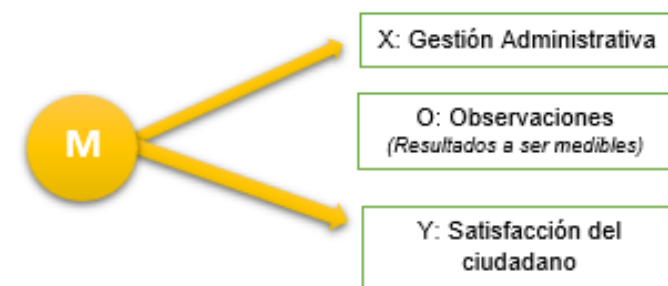 X: Gestión Administrativa
M
O: Observaciones
(Resultados a ser medibles)
Y: Satisfacción del
ciudadano